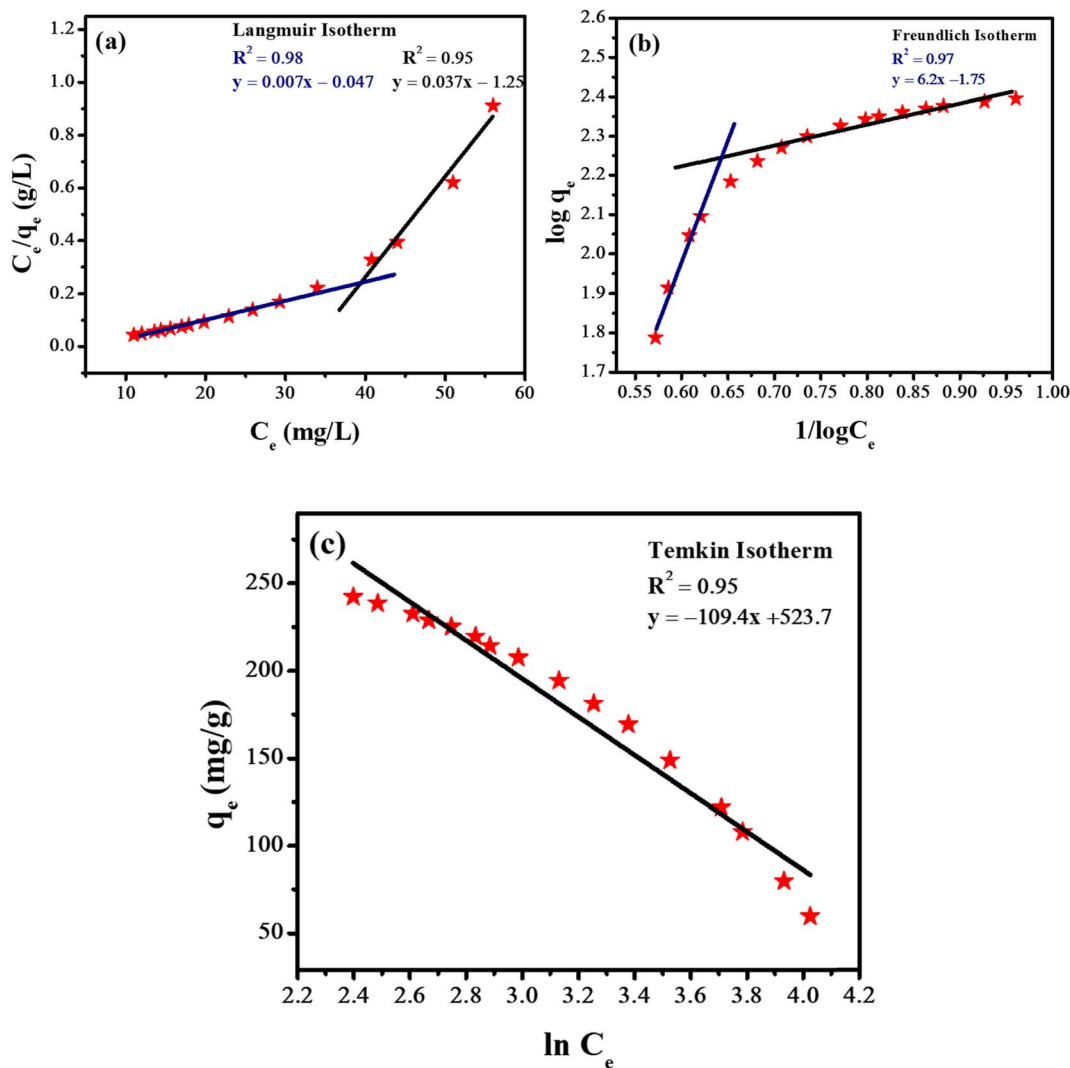 (a)
Langmuir Isotherm
R² = 0.98
R² = 0.95
y = 0.007x − 0.047
y = 0.037x − 1.25
1.2
1.0
0.8
0.6
0.4
0.2
0.0
Cₑ/qₑ (g/L)
10 20 30 40 50 60
Cₑ (mg/L)
(b)
Freundlich Isotherm
R² = 0.97
y = 6.2x −1.75
2.6
2.5
2.4
2.3
2.2
2.1
2.0
1.9
1.8
1.7
log qₑ
0.55 0.60 0.65 0.70 0.75 0.80 0.85 0.90 0.95 1.00
1/logCₑ
(c)
Temkin Isotherm
R² = 0.95
y = −109.4x +523.7
250
200
150
100
50
qₑ (mg/g)
2.2 2.4 2.6 2.8 3.0 3.2 3.4 3.6 3.8 4.0 4.2
ln Cₑ